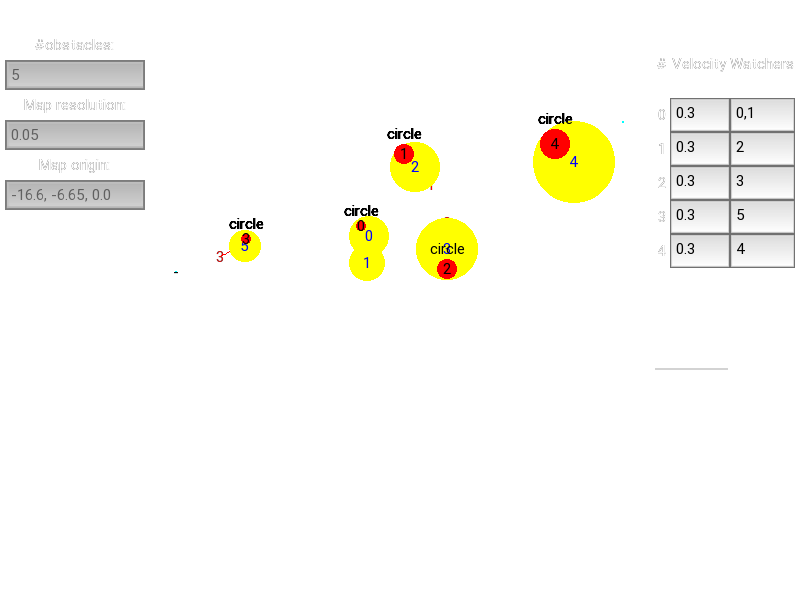 #obstacles:
5
Map resolution:
0.05
Map origin:
-16.6, -6.65, 0.0
circle
4
4
circle
1
2
circle
0
0
1
circle
3
5
3
3
circle
2
# Velocity Watchers
0 0.3 0,1
1 0.3 2
2 0.3 3
3 0.3 5
4 0.3 4